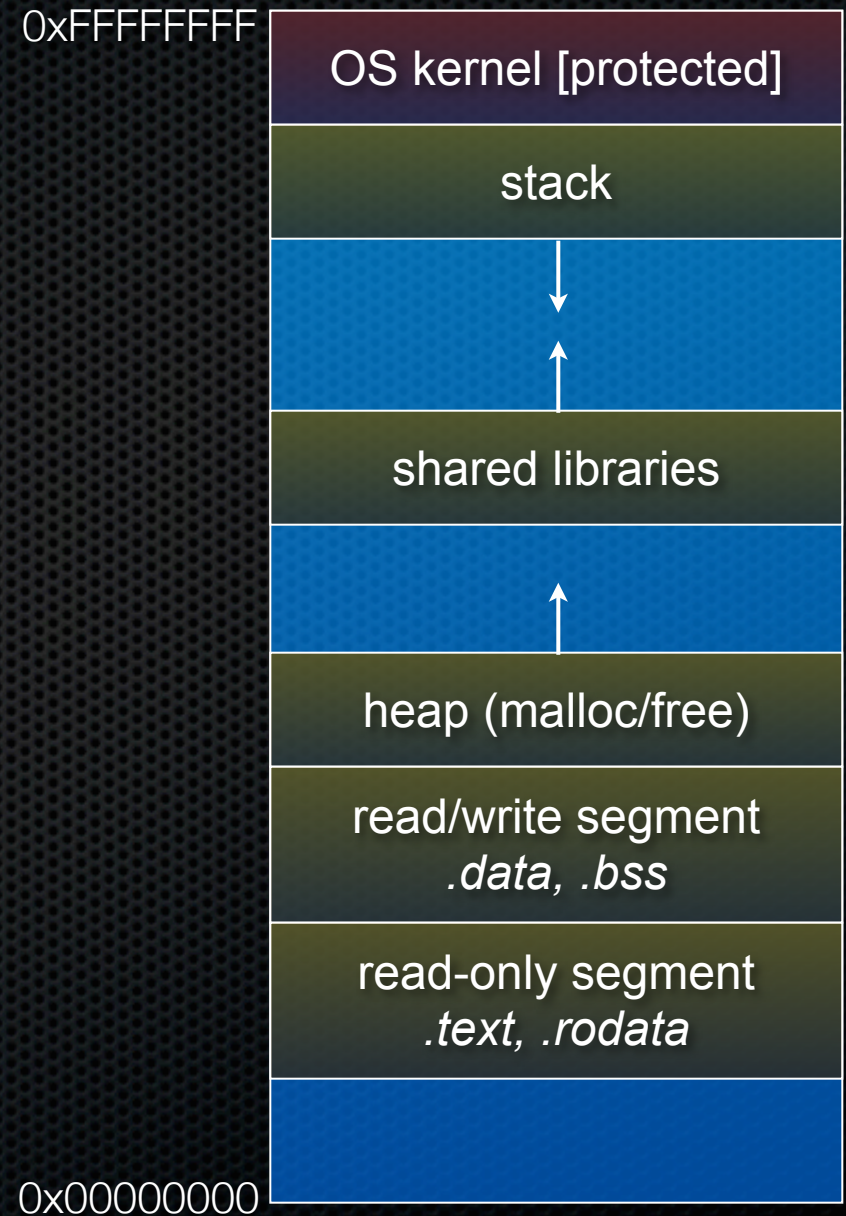 0xFFFFFFFF
OS kernel [protected]
stack
shared libraries
heap (malloc/free)
read/write segment
.data, .bss
read-only segment
.text, .rodata
0x00000000